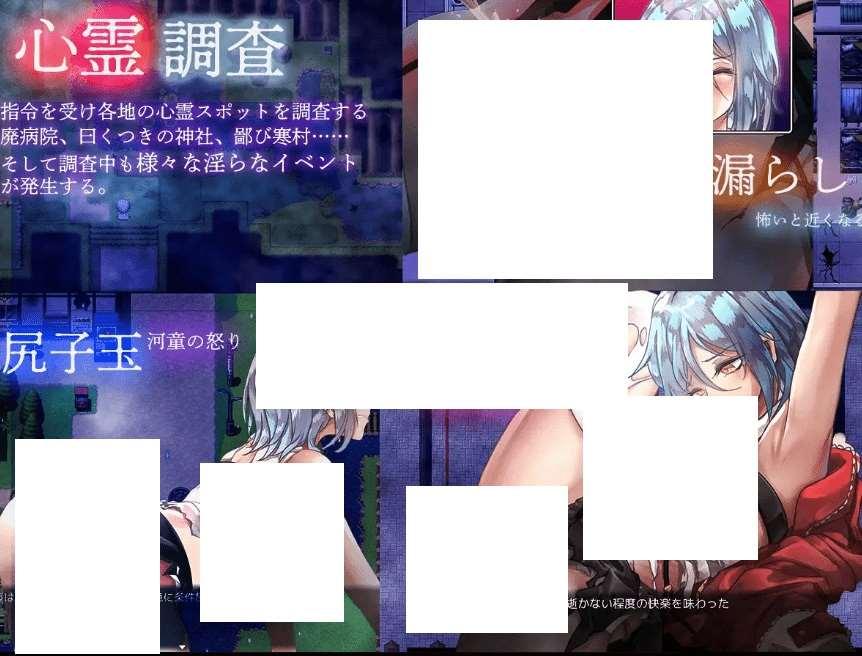 心霊調査
指令を受け各地の心霊スポットを調査する
廃病院、曰くつきの神社、鄙び寒村……
そして調査中も様々な淫らなイベント
が発生する。
漏らし
怖いと近くなる
尻子玉
河童の怒り
逝かない程度の快楽を味わった